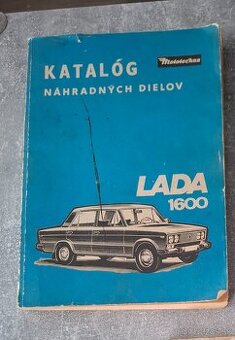 KATALÓG
Mototechna
NÁHRADNÝCH DIELOV
LADA
1600